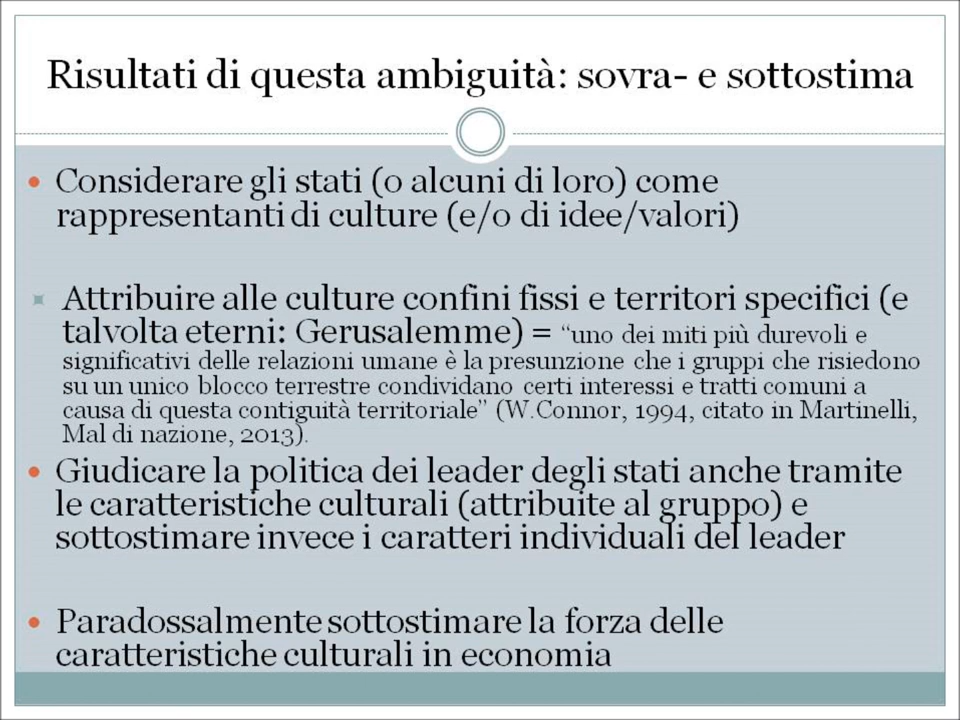 Risultati di questa ambiguità: sovra- e sottostima
• Considerare gli stati (o alcuni di loro) come
rappresentanti di culture (e/o di idee/valori)
Attribuire alle culture confini fissi e territori specifici (e
talvolta eterni: Gerusalemme) = “uno dei miti più durevoli e
significativi delle relazioni umane è la presunzione che i gruppi che risiedono
su un unico blocco terrestre condividano certi interessi e tratti comuni a
causa di questa contiguità territoriale” (W.Connor, 1994, citato in Martinelli,
Mal di nazione, 2013).
• Giudicare la politica dei leader degli stati anche tramite
le caratteristiche culturali (attribuite al gruppo) e
sottostimare invece i caratteri individuali del leader
• Paradossalmente sottostimare la forza delle
caratteristiche culturali in economia